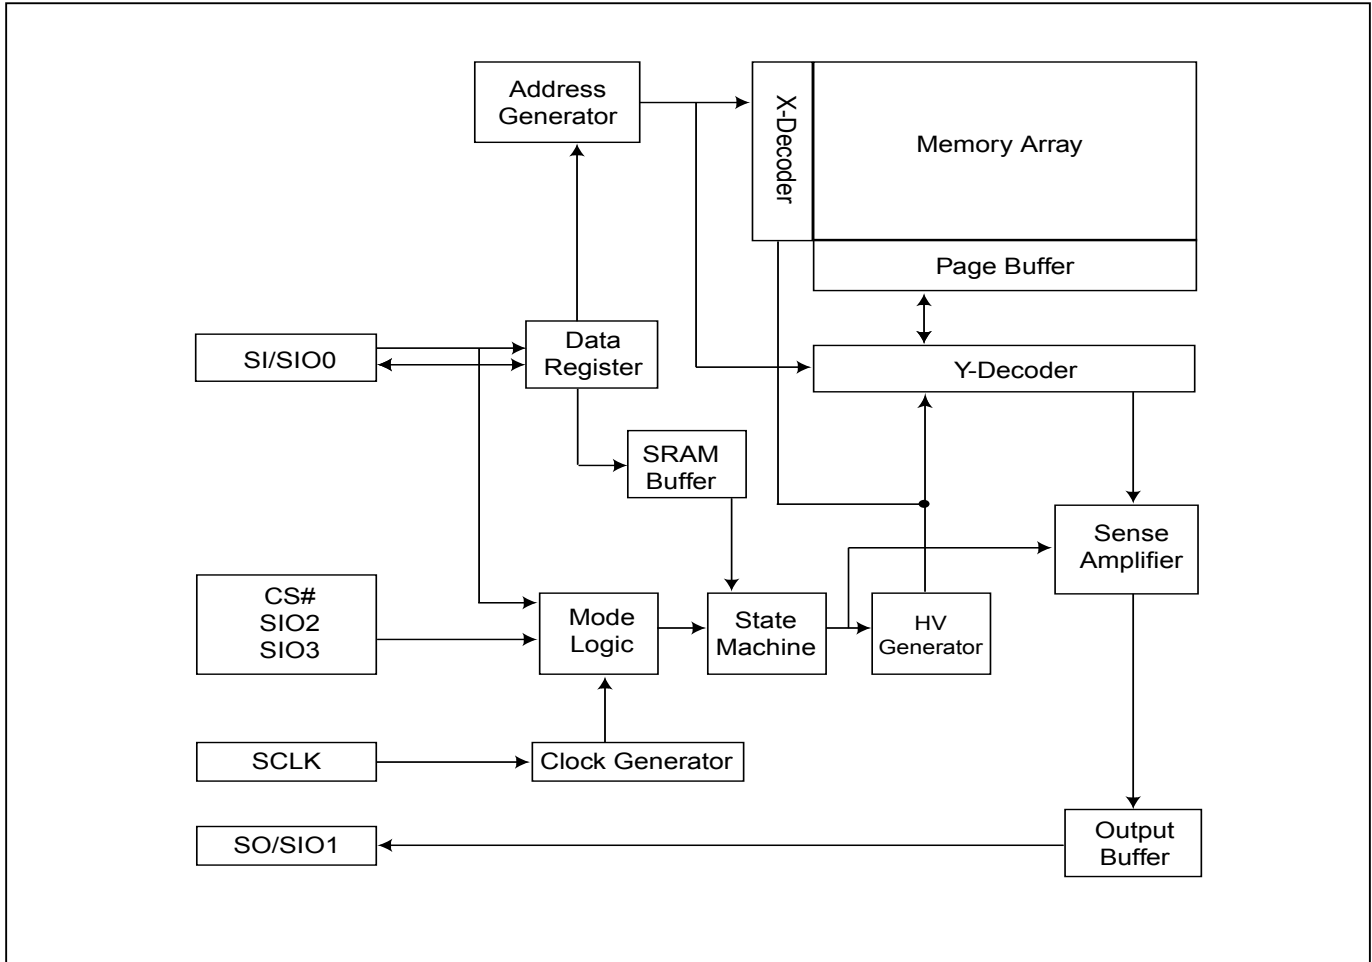 Address
Generator
X-Decoder
Memory Array
Page Buffer
SI/SIO0
Data
Register
Y-Decoder
SRAM
Buffer
Sense
Amplifier
CS#
SIO2
SIO3
Mode
Logic
State
Machine
HV
Generator
SCLK
Clock Generator
SO/SIO1
Output
Buffer